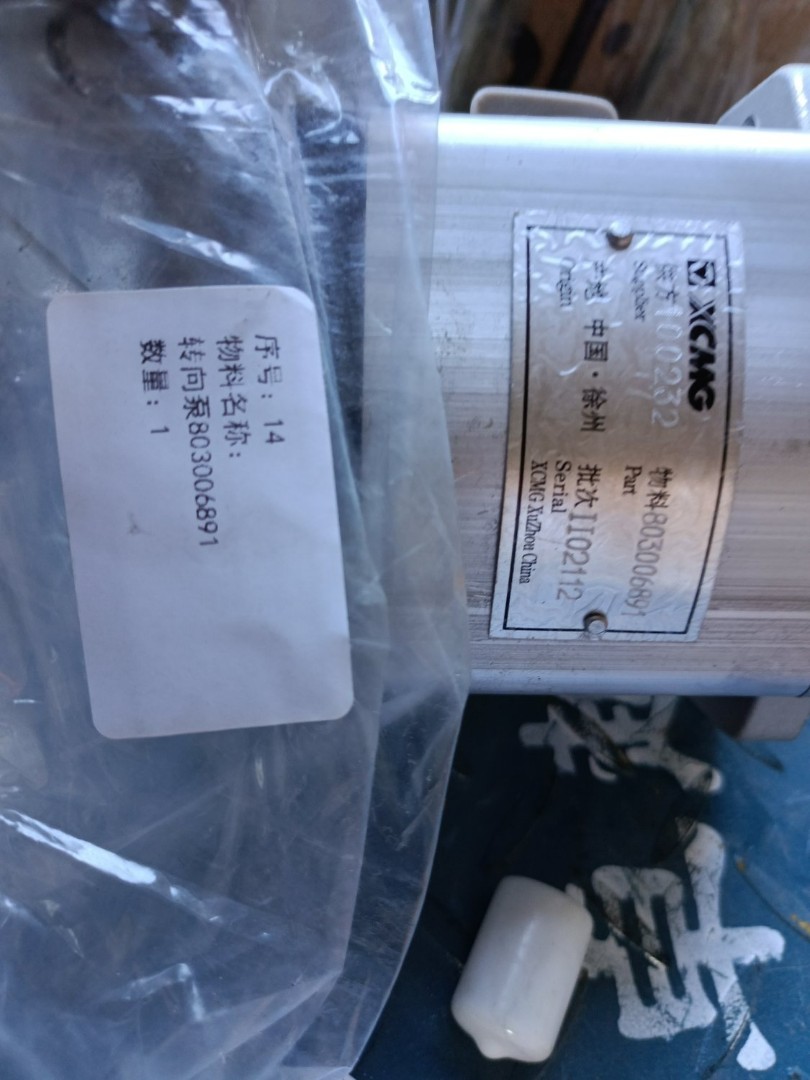 序号：14
物料名称：
转向泵803006891
数量：1
XCMG
供方100232
Supplier
物料803006891
Part
产地 中国·徐州
Origin
批次II02112
Serial
XCMG XuZhou China